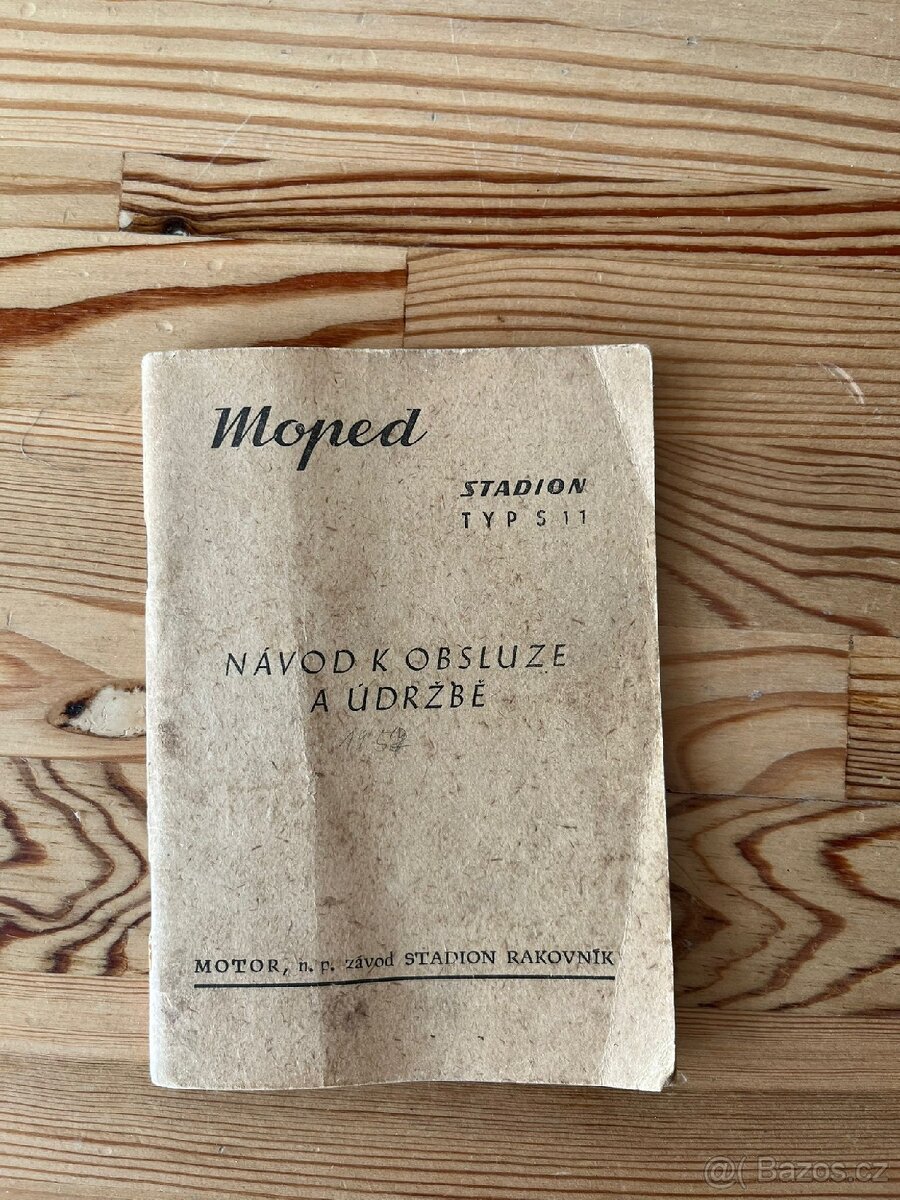 Moped
STADION
TYP S 11
NÁVOD K OBSLUZE
A ÚDRŽBĚ
MOTOR, n. p. závod STADION RAKOVNÍK
@( Bazos.cz